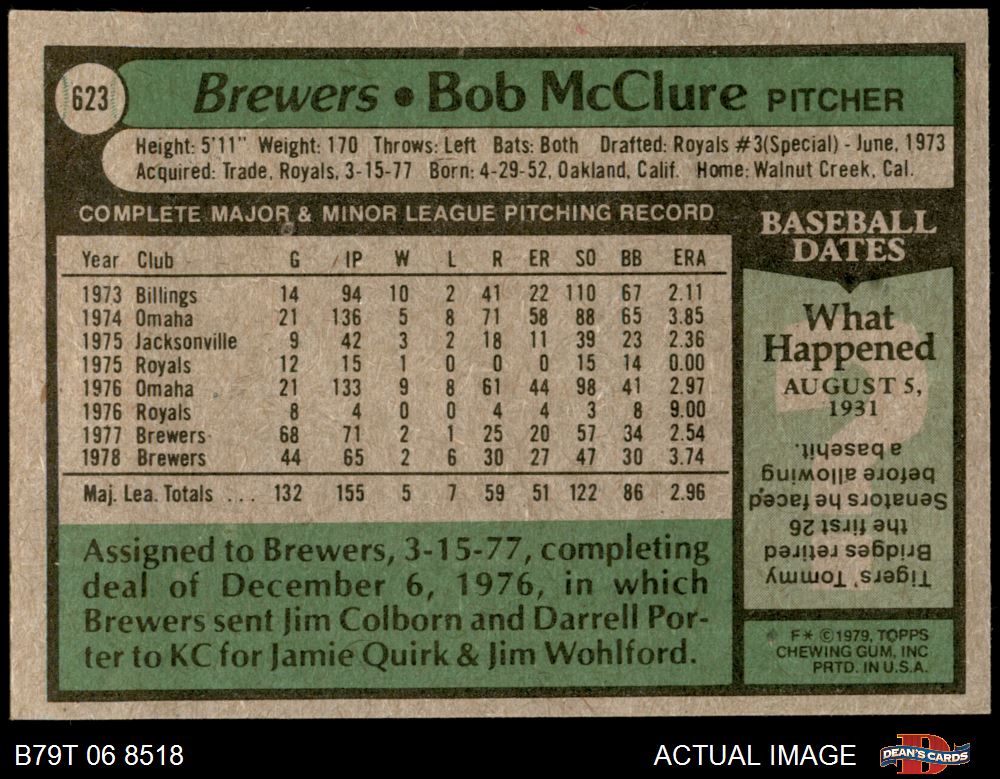 623
Brewers • Bob McClure PITCHER
Height: 5'11" Weight: 170 Throws: Left Bats: Both Drafted: Royals #3(Special) - June, 1973
Acquired: Trade, Royals, 3-15-77 Born: 4-29-52, Oakland, Calif. Home: Walnut Creek, Cal.
COMPLETE MAJOR & MINOR LEAGUE PITCHING RECORD
Year Club G IP W L R ER SO BB ERA
1973 Billings 14 94 10 2 41 22 110 67 2.11
1974 Omaha 21 136 5 8 71 58 88 65 3.85
1975 Jacksonville 9 42 3 2 18 11 39 23 2.36
1975 Royals 12 15 1 0 0 0 15 14 0.00
1976 Omaha 21 133 9 8 61 44 98 41 2.97
1976 Royals 8 4 0 0 4 4 3 8 9.00
1977 Brewers 68 71 2 1 25 20 57 34 2.54
1978 Brewers 44 65 2 6 30 27 47 30 3.74
Maj. Lea. Totals ... 132 155 5 7 59 51 122 86 2.96
Assigned to Brewers, 3-15-77, completing
deal of December 6, 1976, in which
Brewers sent Jim Colborn and Darrell Por-
ter to KC for Jamie Quirk & Jim Wohlford.
BASEBALL
DATES
What
Happened
AUGUST 5,
1931
?
Tigers' Tommy
Bridges retired
the first 26
Senators he faced
before allowing
a basehit.
F* ©1979, TOPPS
CHEWING GUM, INC
PRTD. IN U.S.A.
B79T 06 8518
ACTUAL IMAGE
D
DEAN'S CARDS